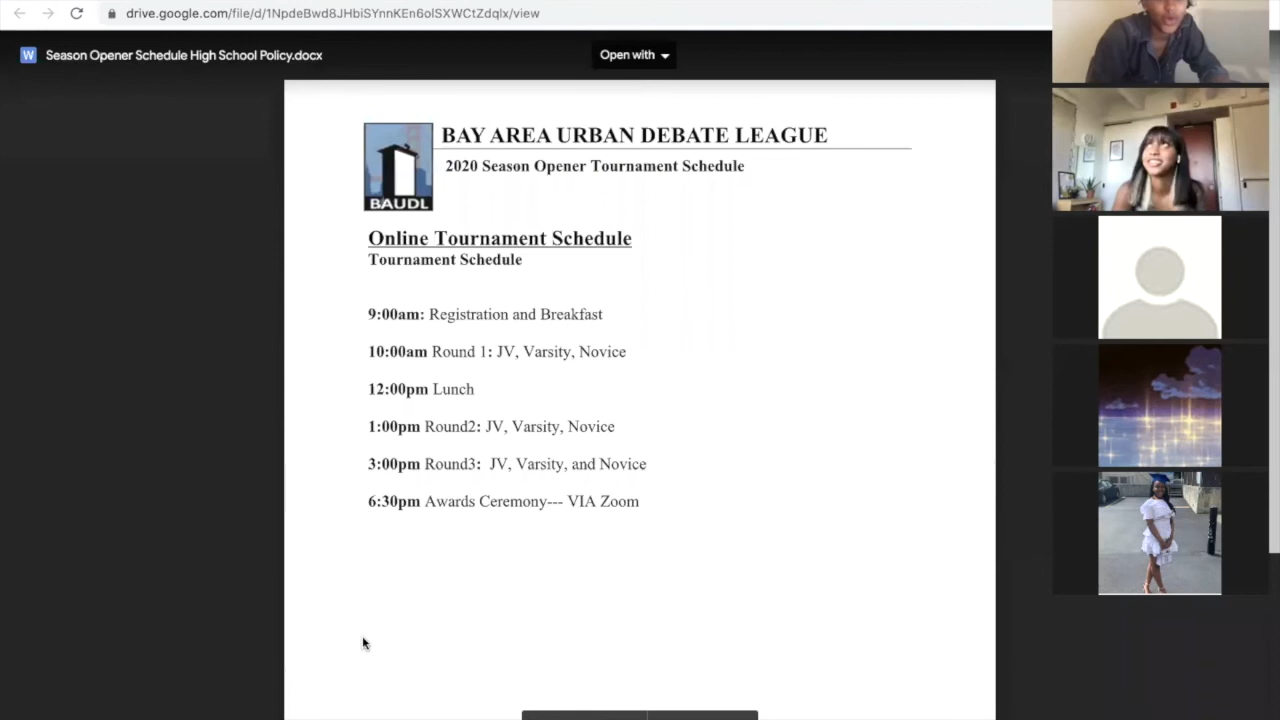 drive.google.com/file/d/1NpdeBwd8JHbiSYnnKEn6olSXWCtZdqlx/view
W Season Opener Schedule High School Policy.docx
Open with
BAY AREA URBAN DEBATE LEAGUE
2020 Season Opener Tournament Schedule
BAUDL
Online Tournament Schedule
Tournament Schedule
9:00am: Registration and Breakfast
10:00am Round 1: JV, Varsity, Novice
12:00pm Lunch
1:00pm Round2: JV, Varsity, Novice
3:00pm Round3:  JV, Varsity, and Novice
6:30pm Awards Ceremony--- VIA Zoom